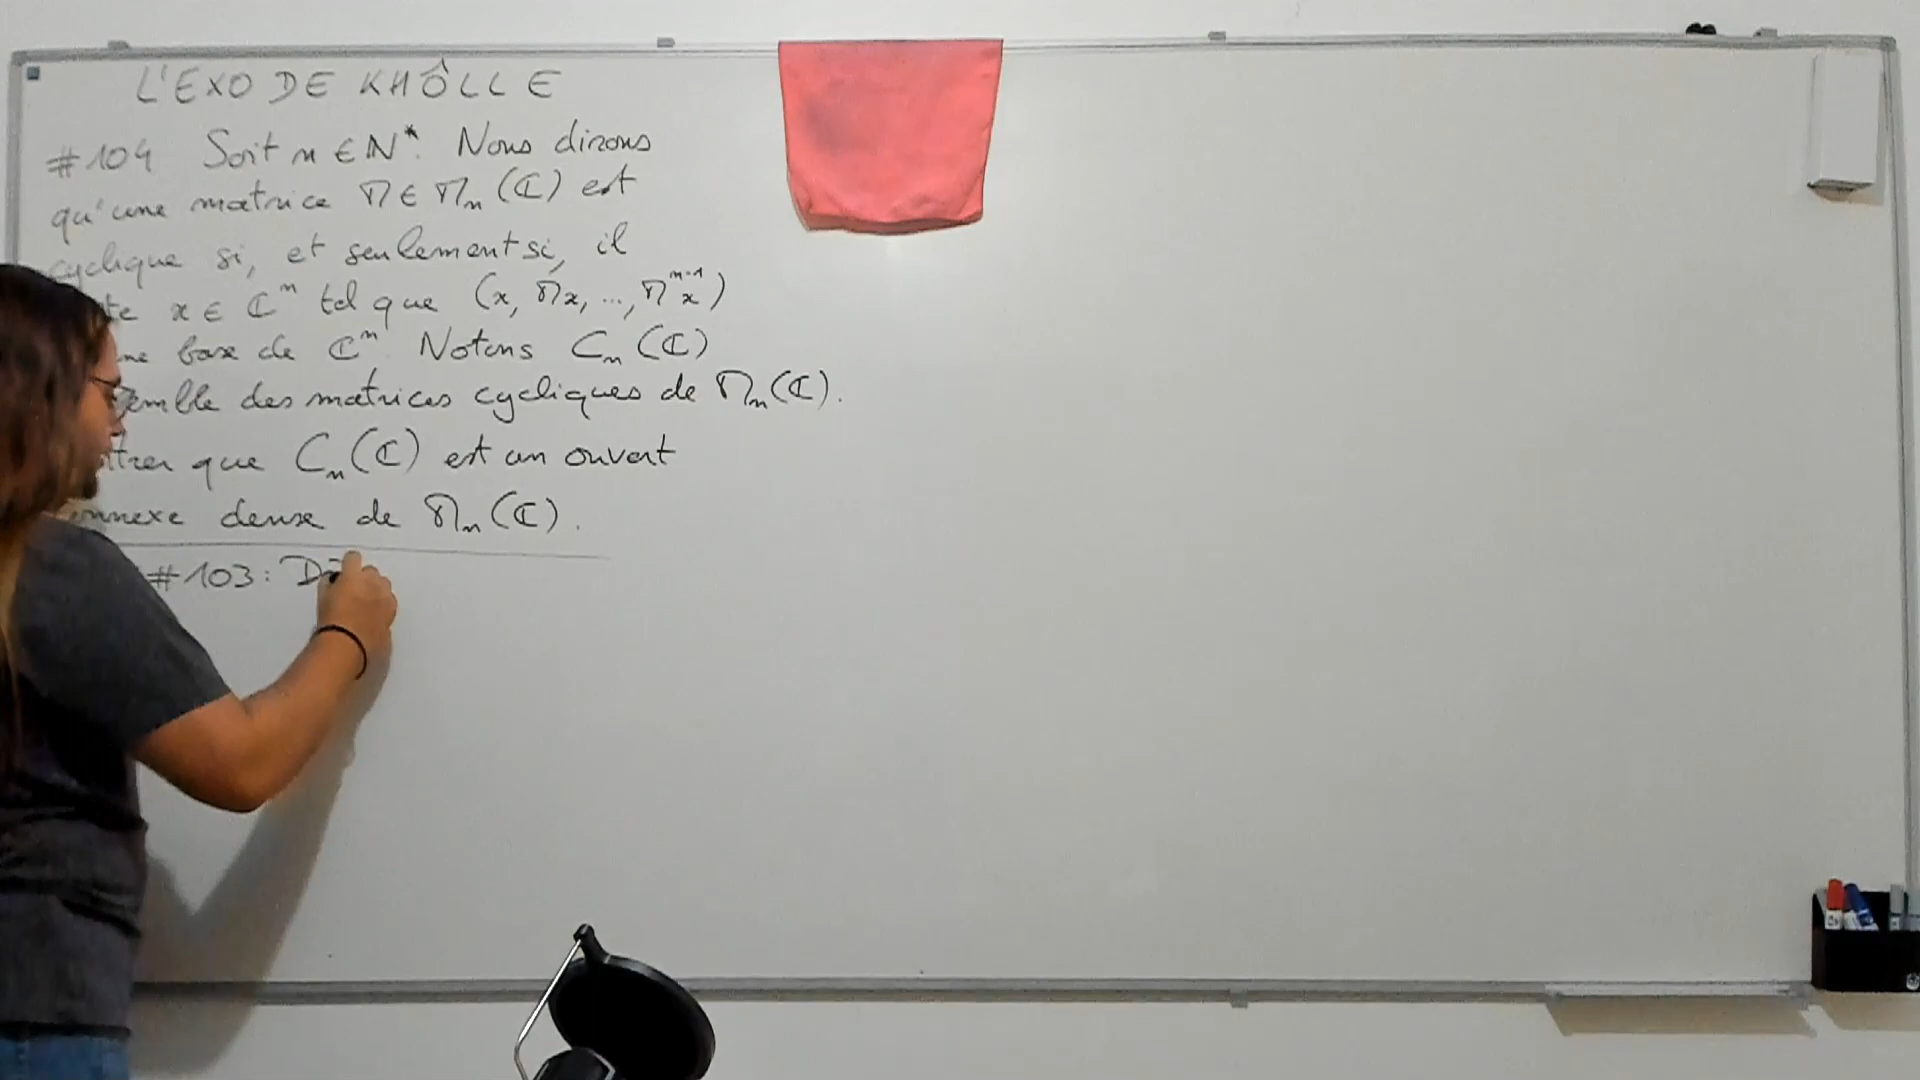 L'EXO DE KHÔLLE
#104 Soit n ∈ ℕ*. Nous dirons
qu'une matrice M ∈ Mₙ(ℂ) est
cyclique si, et seulement si, il
x ∈ ℂⁿ tel que (x, Mx, ..., Mⁿ⁻¹x)
base de ℂⁿ. Notons Cₙ(ℂ)
des matrices cycliques de Mₙ(ℂ).
que Cₙ(ℂ) est un ouvert
dense de Mₙ(ℂ).
#103: